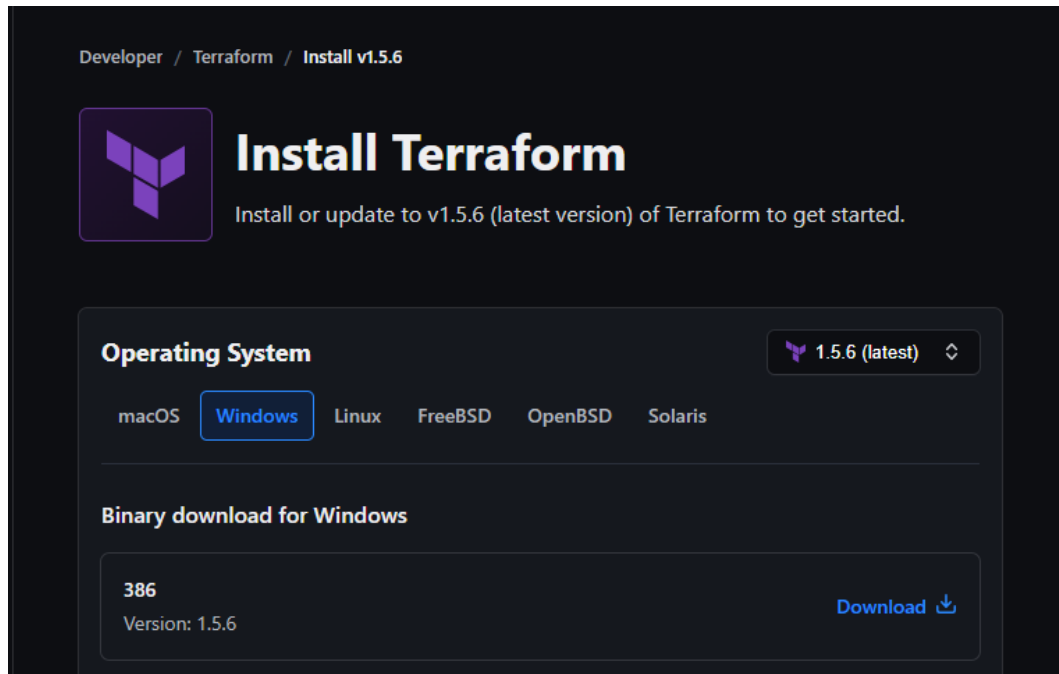 Developer / Terraform / Install v1.5.6
Install Terraform
Install or update to v1.5.6 (latest version) of Terraform to get started.
Operating System
1.5.6 (latest)
macOS Windows Linux FreeBSD OpenBSD Solaris
Binary download for Windows
386
Version: 1.5.6
Download